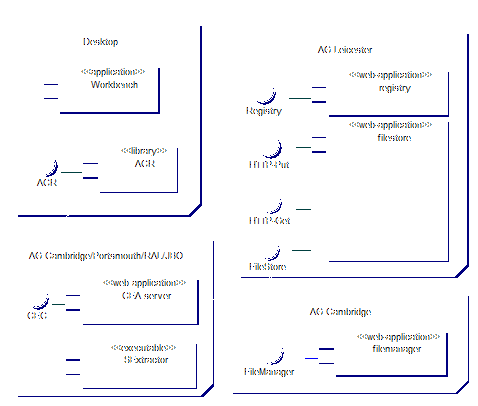 Desktop
<<application>>
Workbench
<<library>>
ACR
ACR
AG Leicester
<<web-application>>
registry
Registry
<<web-application>>
filestore
HTTP-Put
HTTP-Get
FileStore
AG Cambridge/Portsmouth/RAL/JBO
<<web-application>>
CEA server
CEC
<<executable>>
SExtractor
AG Cambridge
<<web-application>>
filemanager
FileManager